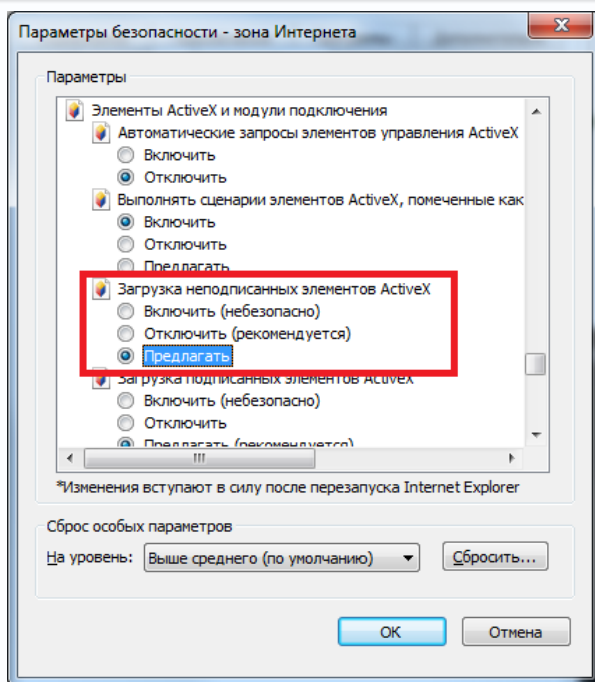 Параметры безопасности - зона Интернета
Параметры
Элементы ActiveX и модули подключения
Автоматические запросы элементов управления ActiveX
Включить
Отключить
Выполнять сценарии элементов ActiveX, помеченные как
Включить
Отключить
Предлагать
Загрузка неподписанных элементов ActiveX
Включить (небезопасно)
Отключить (рекомендуется)
Предлагать
Загрузка подписанных элементов ActiveX
Включить (небезопасно)
Отключить
Предлагать (рекомендуется)
*Изменения вступают в силу после перезапуска Internet Explorer
Сброс особых параметров
На уровень: Выше среднего (по умолчанию) Сбросить...
ОК Отмена